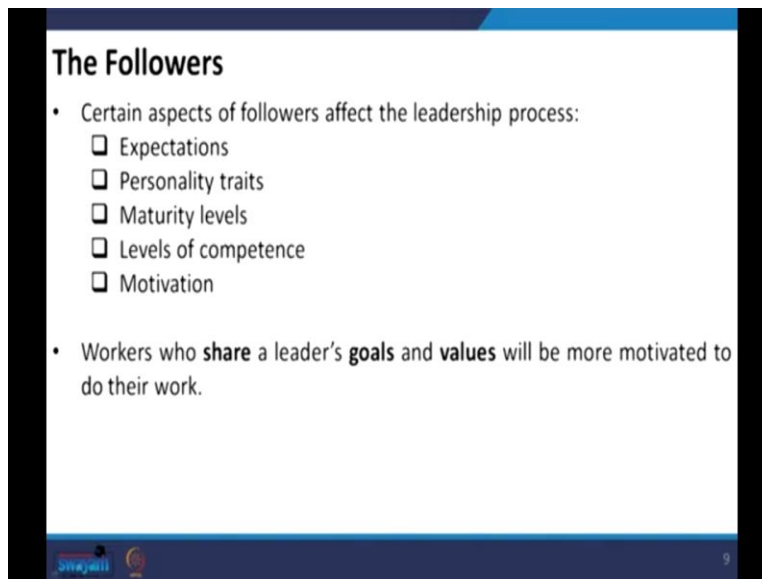 The Followers
• Certain aspects of followers affect the leadership process:
❑ Expectations
❑ Personality traits
❑ Maturity levels
❑ Levels of competence
❑ Motivation
• Workers who share a leader's goals and values will be more motivated to
do their work.
swayam
9